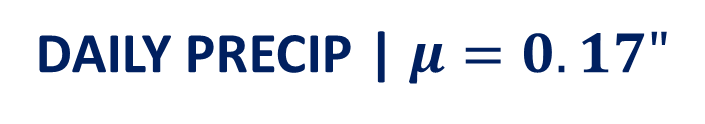 DAILY PRECIP | μ = 0.17"